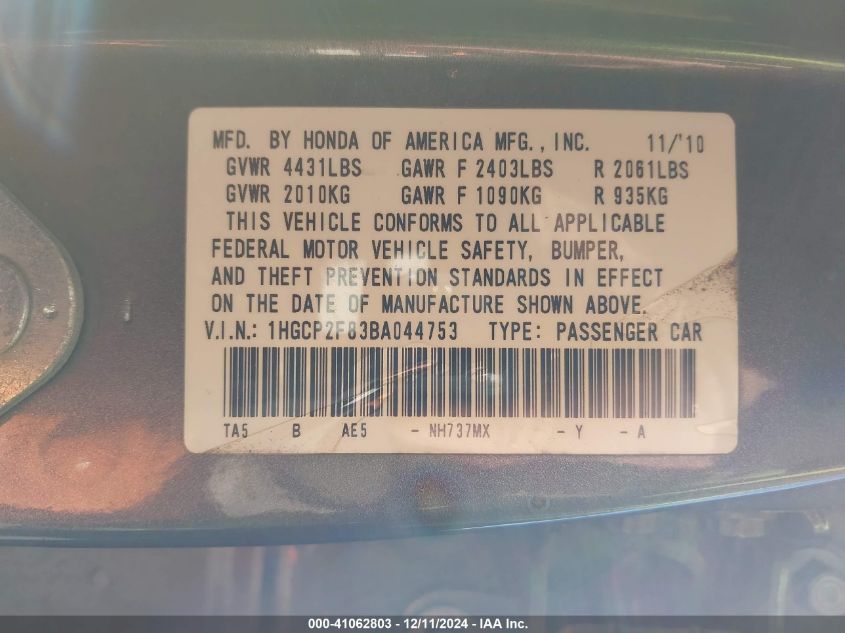 MFD. BY HONDA OF AMERICA MFG., INC. 11/'10
GVWR 4431LBS GAWR F 2403LBS R 2061LBS
GVWR 2010KG GAWR F 1090KG R 935KG
THIS VEHICLE CONFORMS TO ALL APPLICABLE
FEDERAL MOTOR VEHICLE SAFETY, BUMPER,
AND THEFT PREVENTION STANDARDS IN EFFECT
ON THE DATE OF MANUFACTURE SHOWN ABOVE.
V.I.N.: 1HGCP2F83BA044753 TYPE: PASSENGER CAR
TA5 B AE5 - NH737MX - Y - A
000-41062803 - 12/11/2024 - IAA Inc.